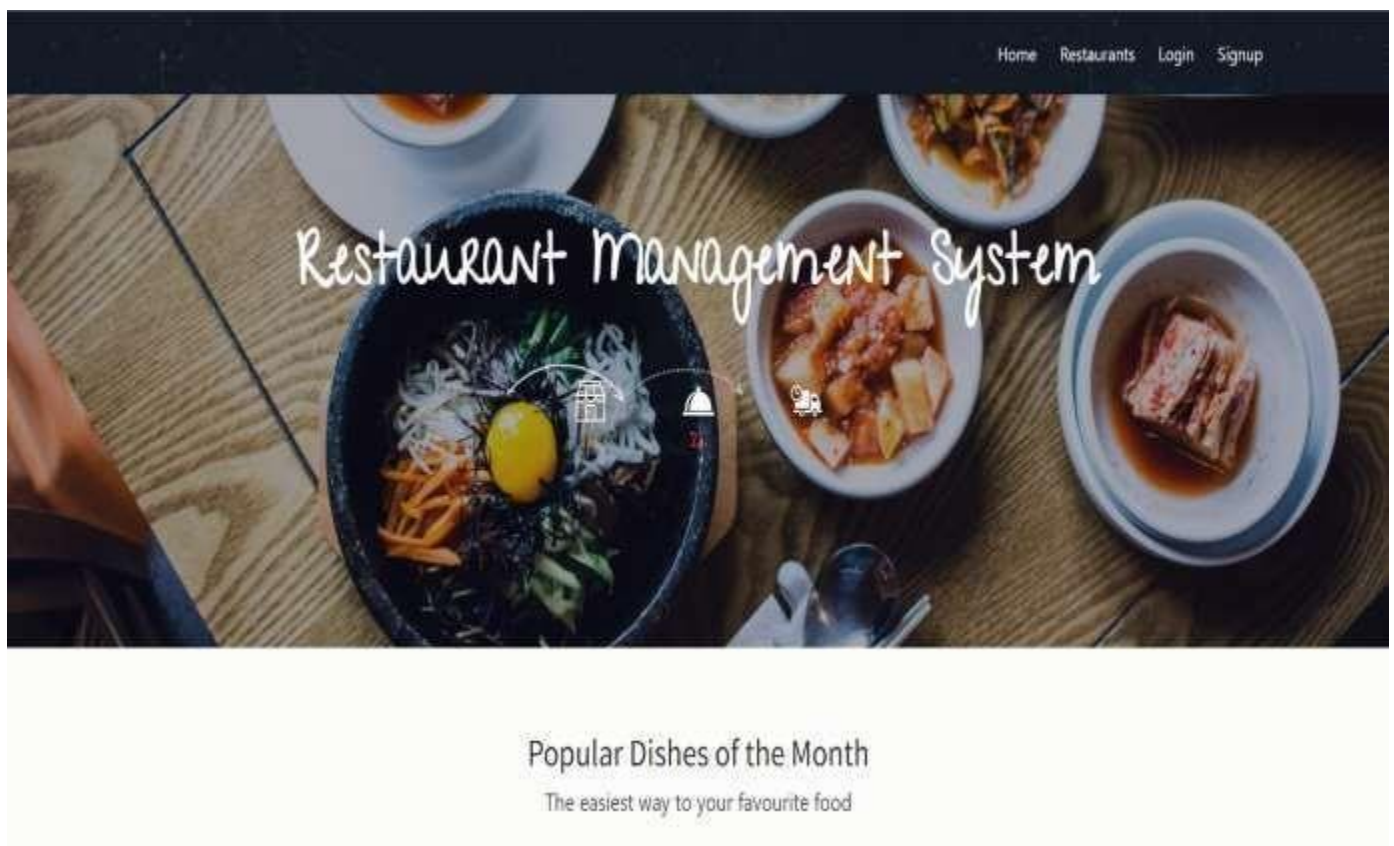 Home Restaurants Login Signup
Restaurant Management System
Popular Dishes of the Month
The easiest way to your favourite food